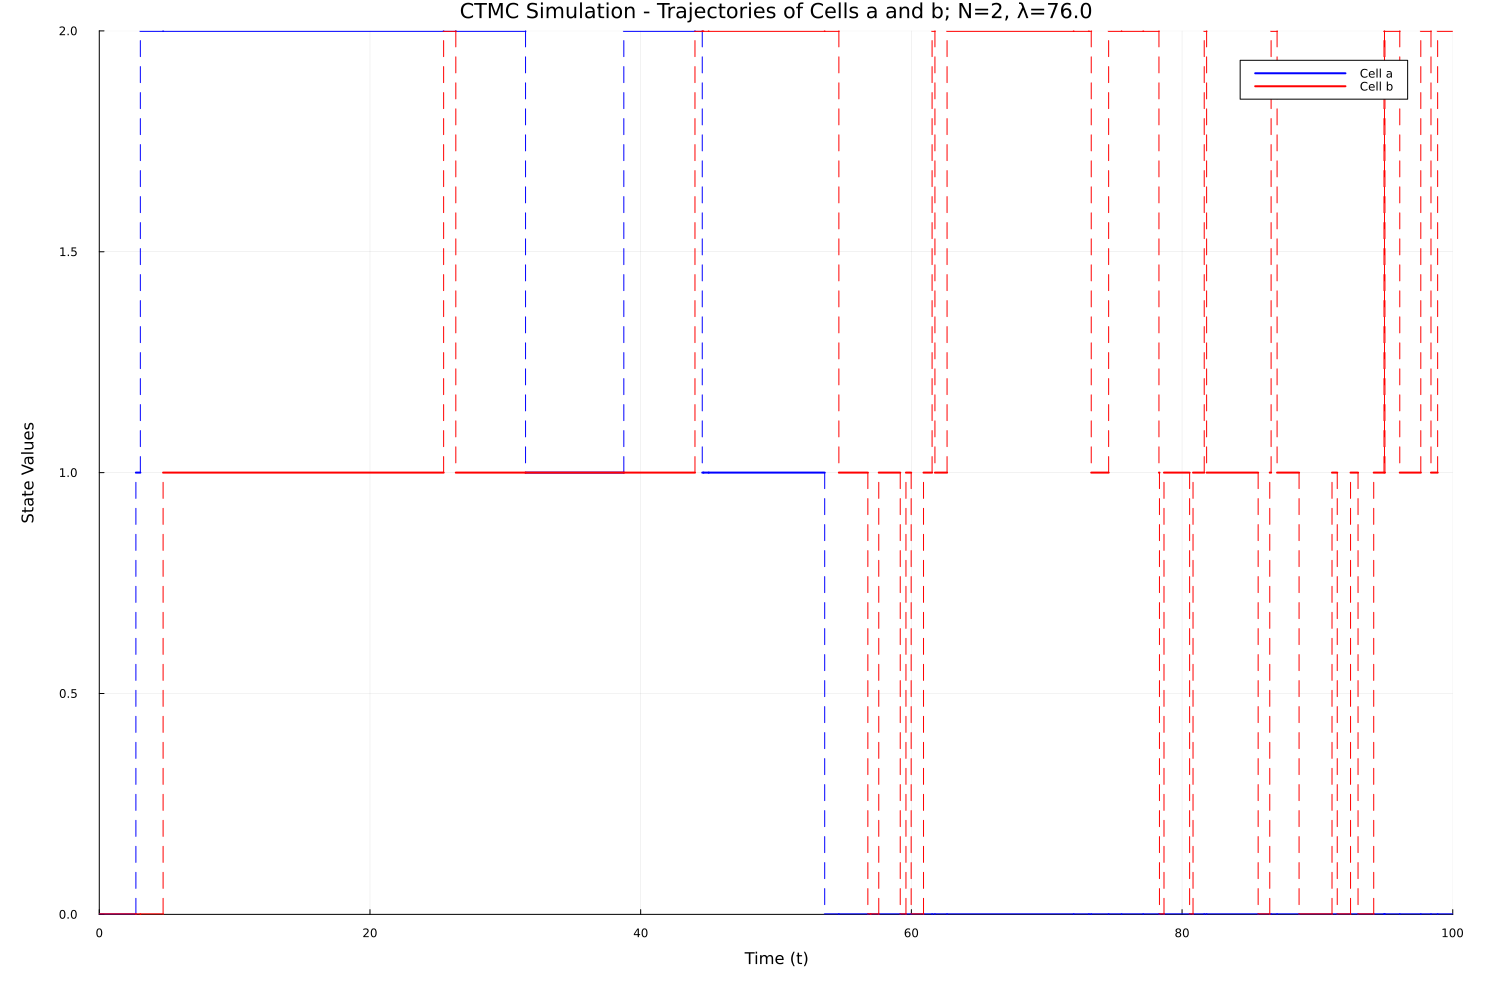 CTMC Simulation - Trajectories of Cells a and b; N=2, λ=76.0
2.0
Cell a
Cell b
1.5
State Values
1.0
0.5
0.0
0 20 40 60 80 100
Time (t)